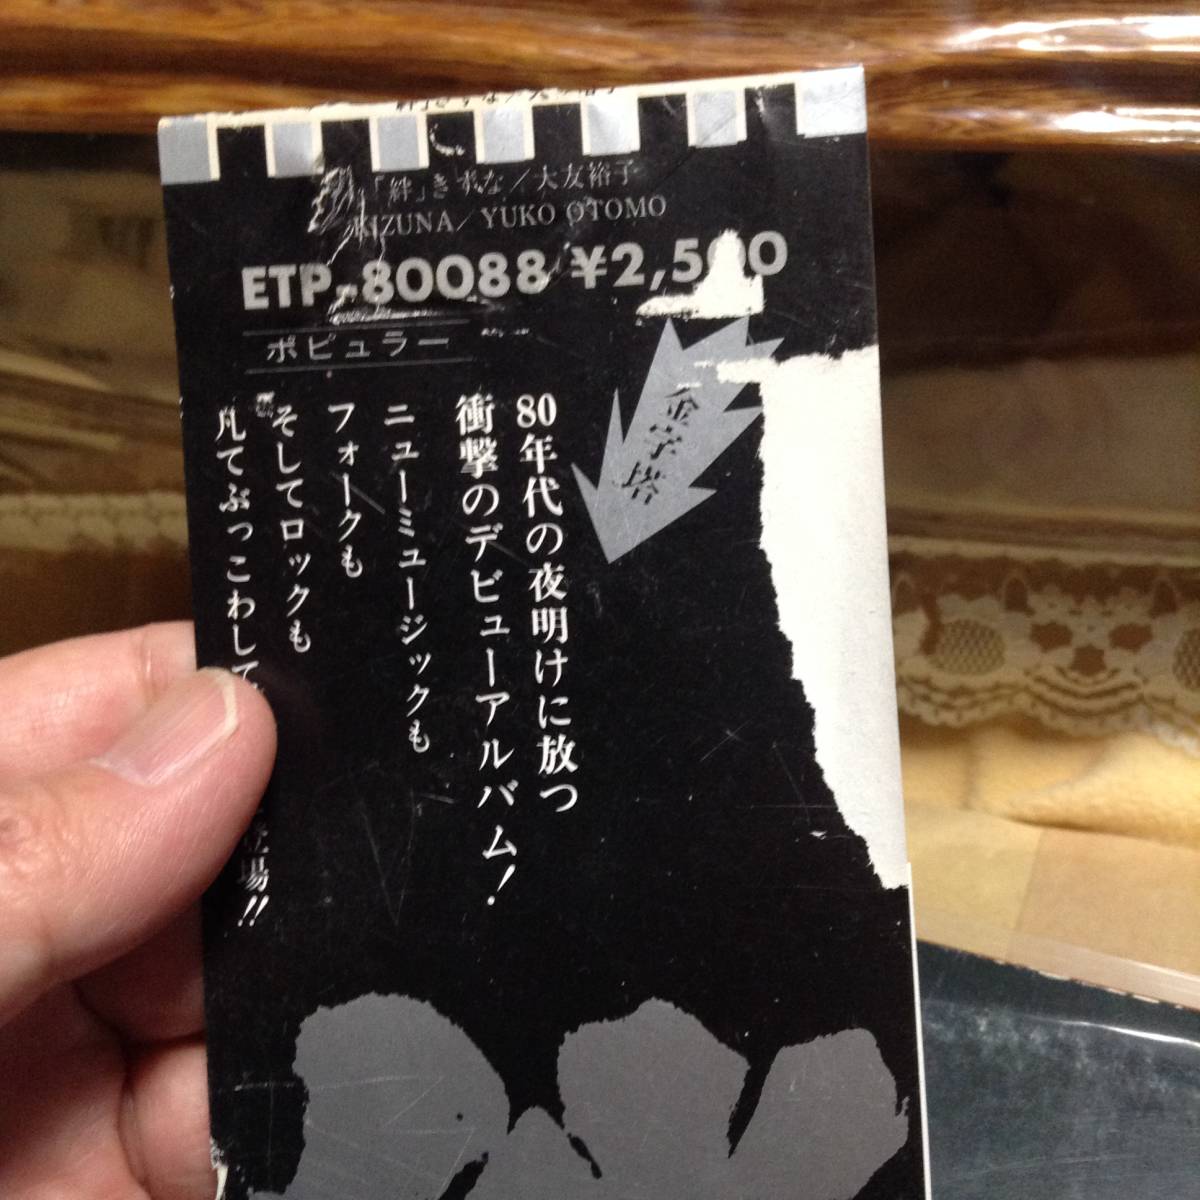 「絆」きずな/大友裕子
KIZUNA/YUKO OTOMO
ETP-80088 ¥2,500
ポピュラー
金字塔
80年代の夜明けに放つ
衝撃のデビューアルバム!
ニューミュージックも
フォークも
そしてロックも
凡てぶっこわして 場!!